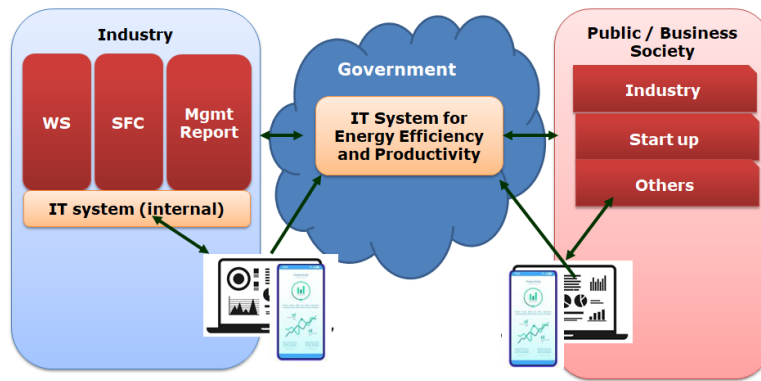 Industry
WS
SFC
Mgmt
Report
IT system (internal)
Government
IT System for
Energy Efficiency
and Productivity
Public / Business
Society
Industry
Start up
Others